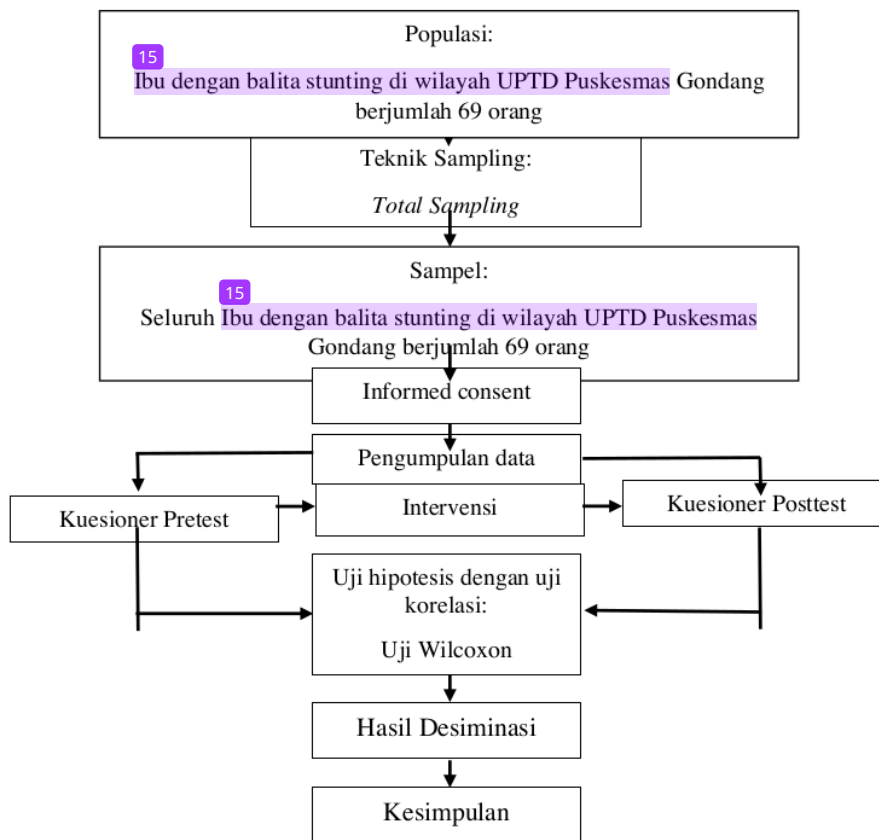 Populasi:
15
Ibu dengan balita stunting di wilayah UPTD Puskesmas Gondang
berjumlah 69 orang
Teknik Sampling:
Total Sampling
Sampel:
15
Seluruh Ibu dengan balita stunting di wilayah UPTD Puskesmas
Gondang berjumlah 69 orang
Informed consent
Pengumpulan data
Kuesioner Pretest
Intervensi
Kuesioner Posttest
Uji hipotesis dengan uji
korelasi:
Uji Wilcoxon
Hasil Desiminasi
Kesimpulan